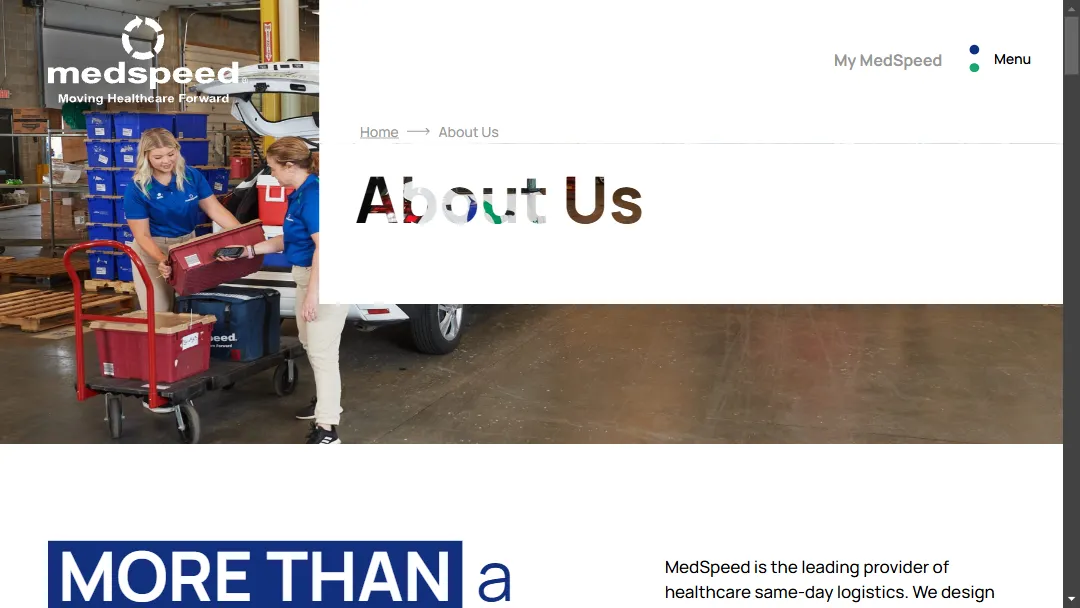 medspeed
Moving Healthcare Forward
My MedSpeed
Menu
Home
About Us
About Us
MORE THAN a
MedSpeed is the leading provider of
healthcare same-day logistics. We design